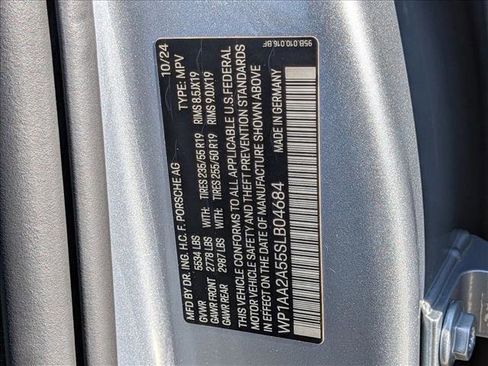 MFD BY DR. ING. H.C. F. PORSCHE AG 10/24
GVWR 5534 LBS TYPE: MPV
GAWR FRONT 2778 LBS WITH: TIRES 235/55 R19 RIMS 8.5JX19
GAWR REAR 2987 LBS WITH: TIRES 255/50 R19 RIMS 9.0JX19
THIS VEHICLE CONFORMS TO ALL APPLICABLE U.S.FEDERAL
MOTOR VEHICLE SAFETY AND THEFT PREVENTION STANDARDS
IN EFFECT ON THE DATE OF MANUFACTURE SHOWN ABOVE
WP1AA2A55SLB04684 MADE IN GERMANY
95B.010.016.BF